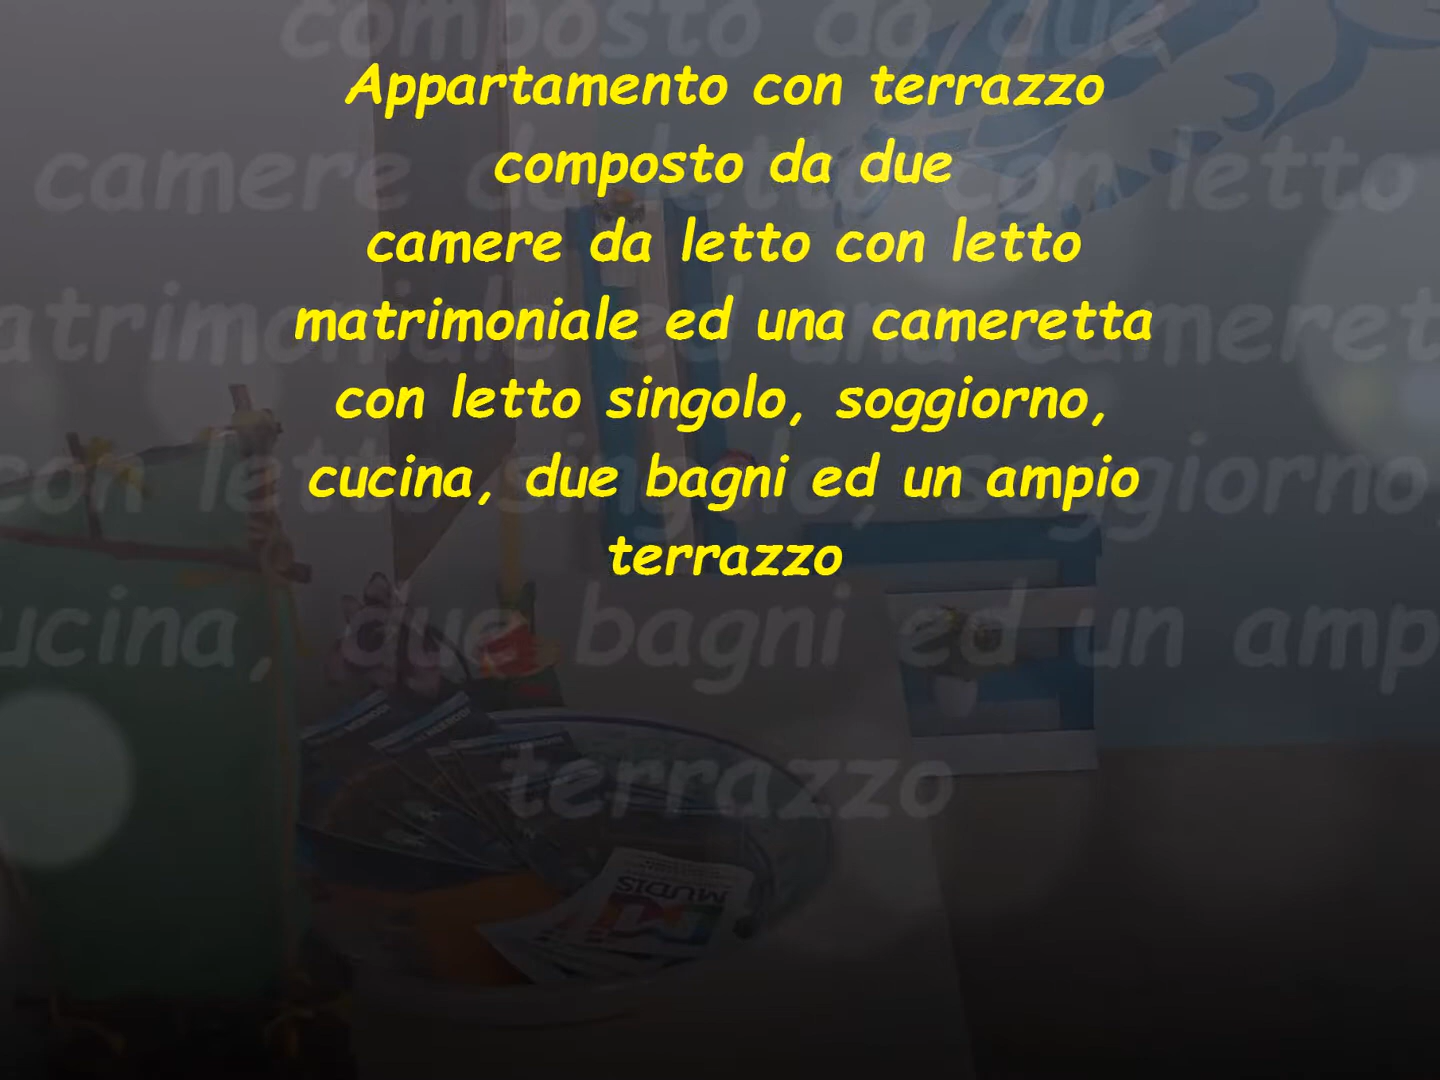 Appartamento con terrazzo
composto da due
camere da letto con letto
matrimoniale ed una cameretta
con letto singolo, soggiorno,
cucina, due bagni ed un ampio
terrazzo
MUDIS